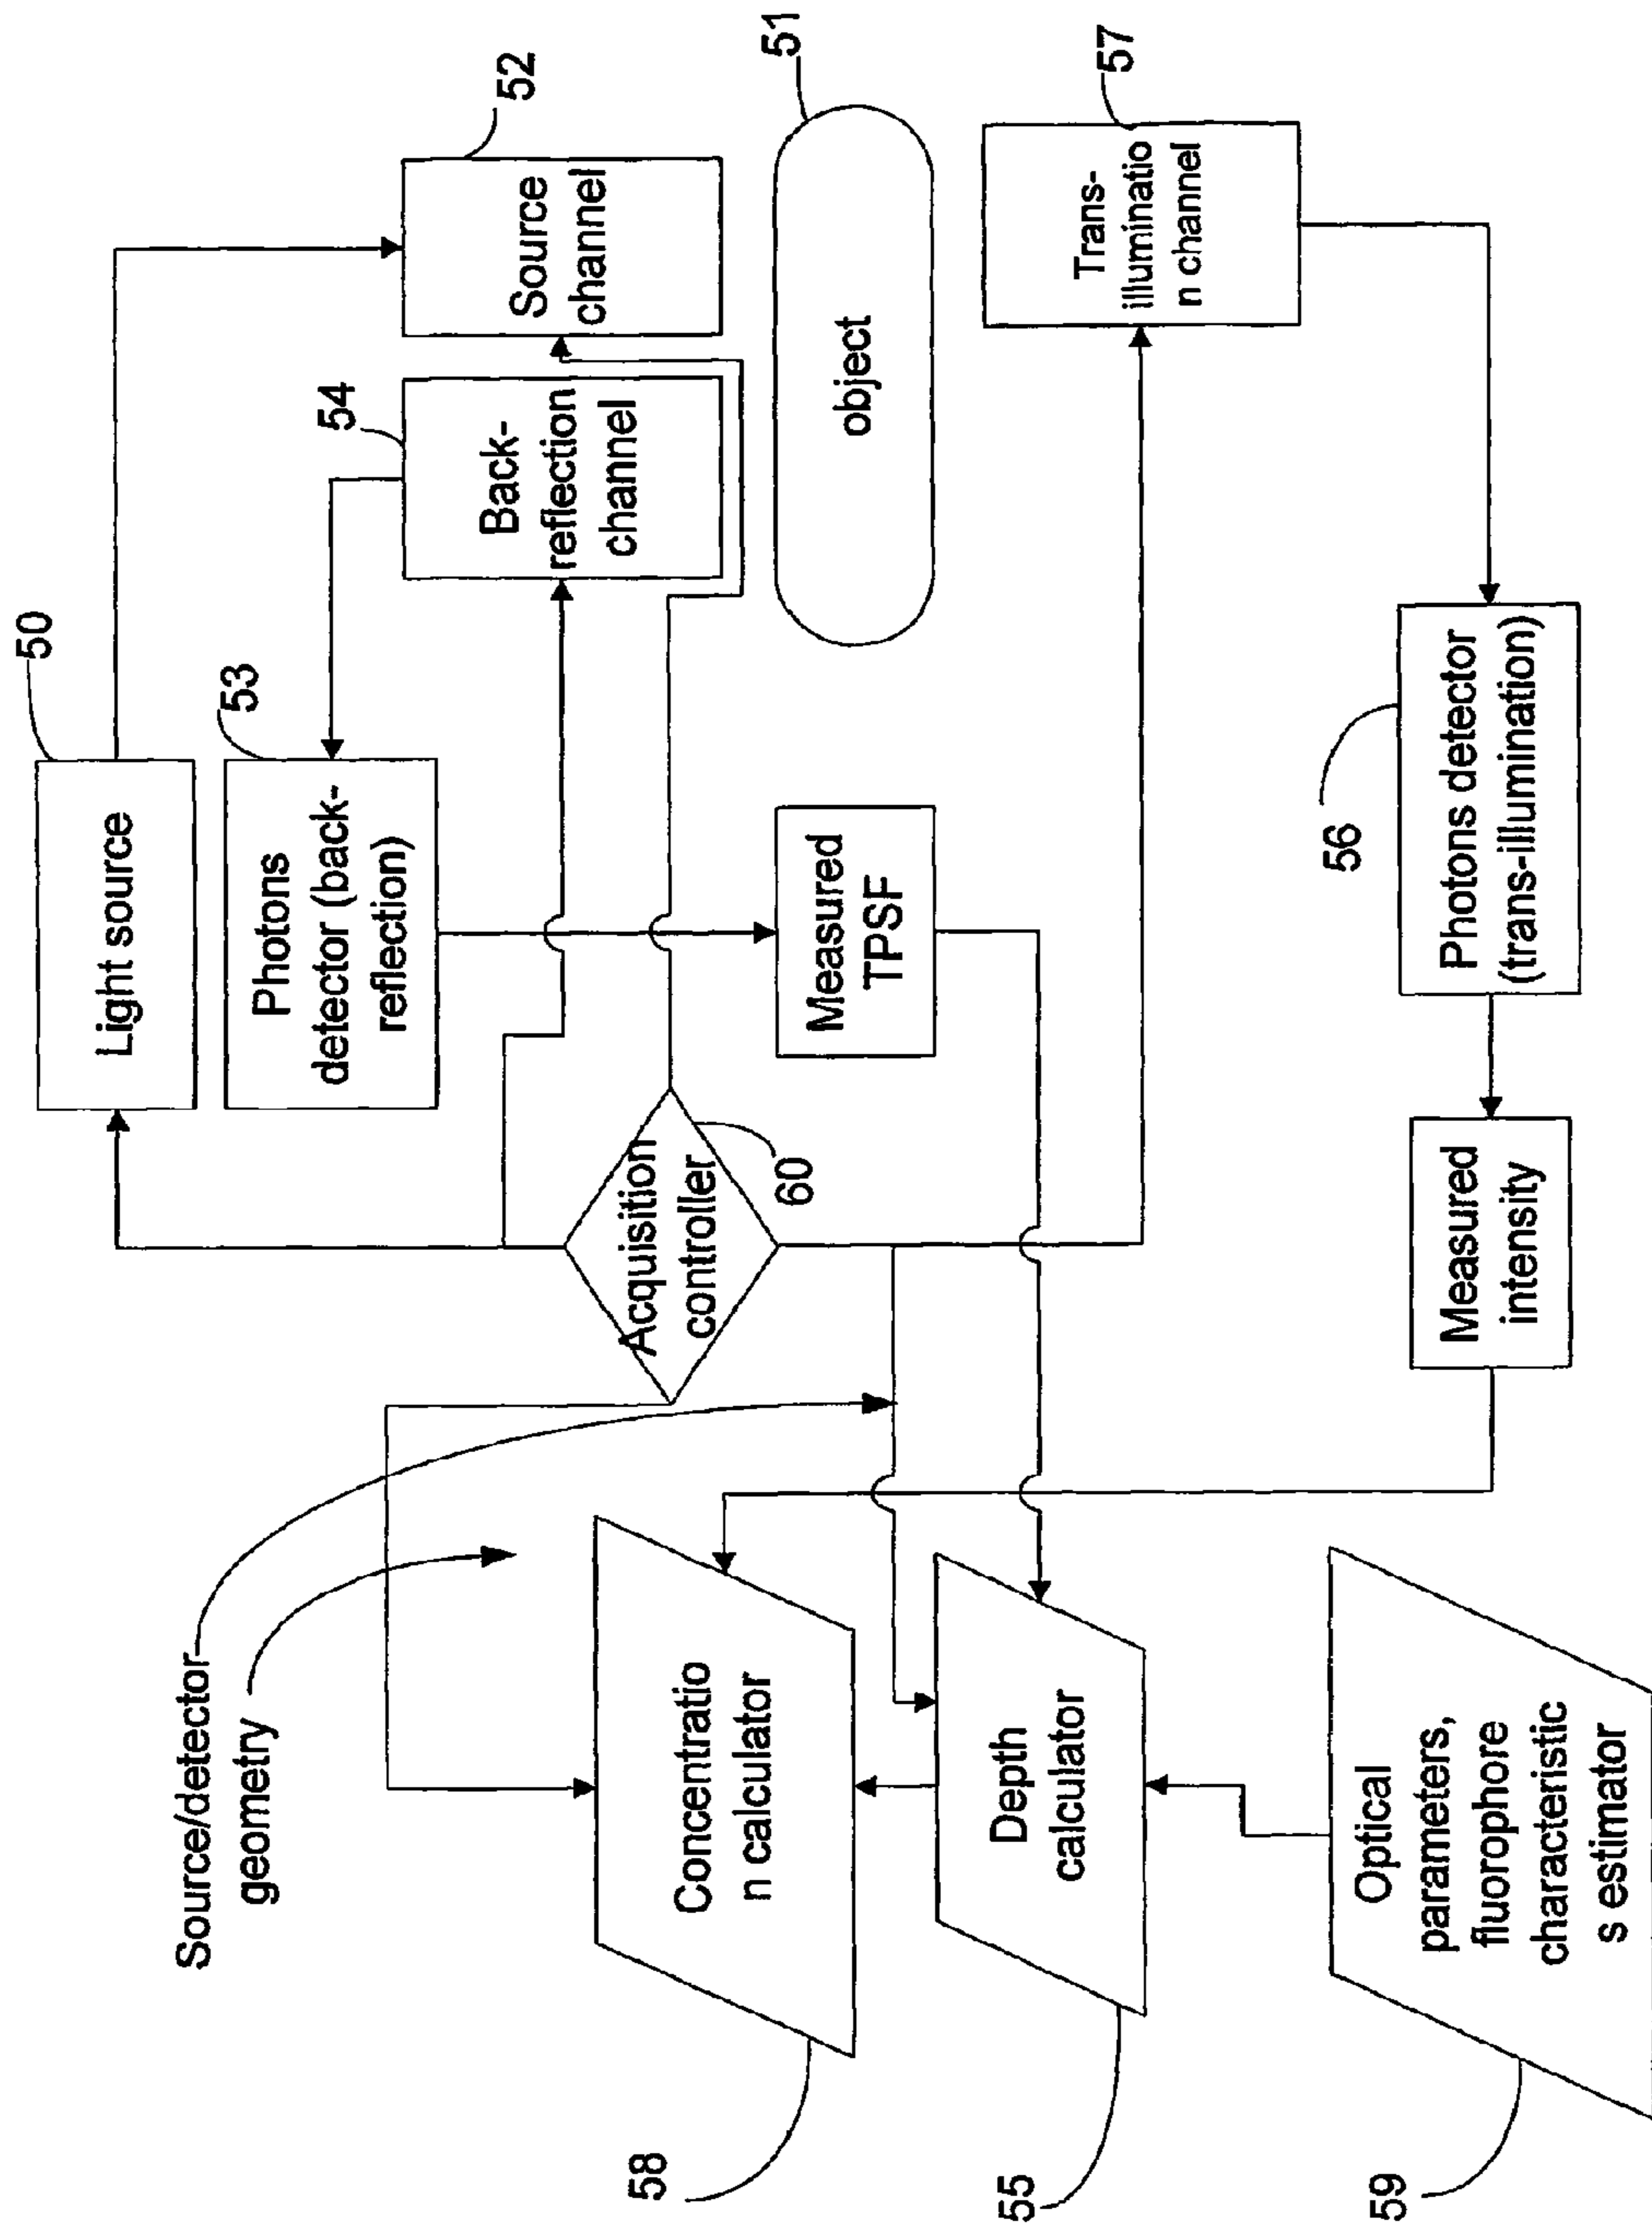 50
Light source
53
Photons
detector (back-
reflection)
54
Back-
reflection
channel
52
Source
channel
51
object
57
Trans-
illuminatio
n channel
Measured
TPSF
Acquisition
controller
60
Source/detector
geometry
Concentratio
n calculator
58
Depth
calculator
55
Optical
parameters,
fluorophore
characteristic
s estimator
59
Measured
intensity
Photons detector
(trans-illumination)
56